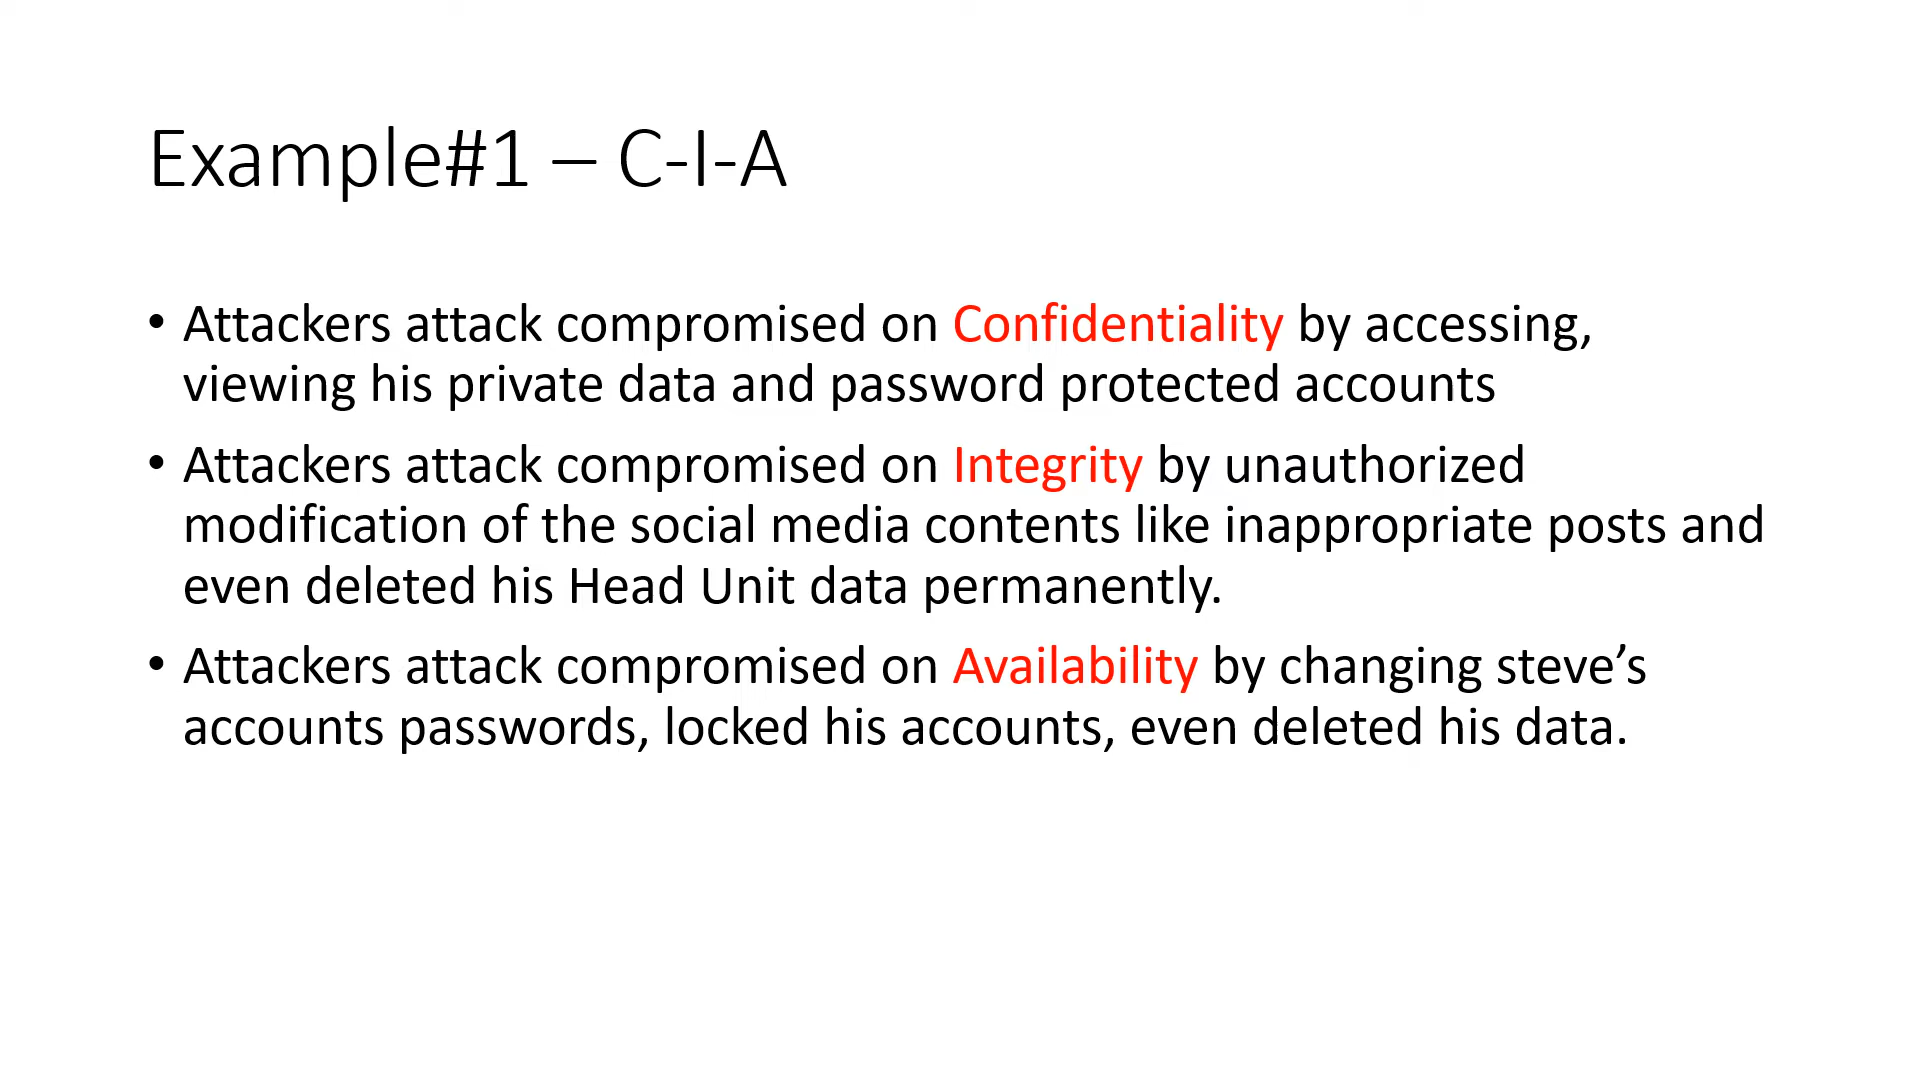 Example#1 – C-I-A
• Attackers attack compromised on Confidentiality by accessing,
viewing his private data and password protected accounts
• Attackers attack compromised on Integrity by unauthorized
modification of the social media contents like inappropriate posts and
even deleted his Head Unit data permanently.
• Attackers attack compromised on Availability by changing steve’s
accounts passwords, locked his accounts, even deleted his data.